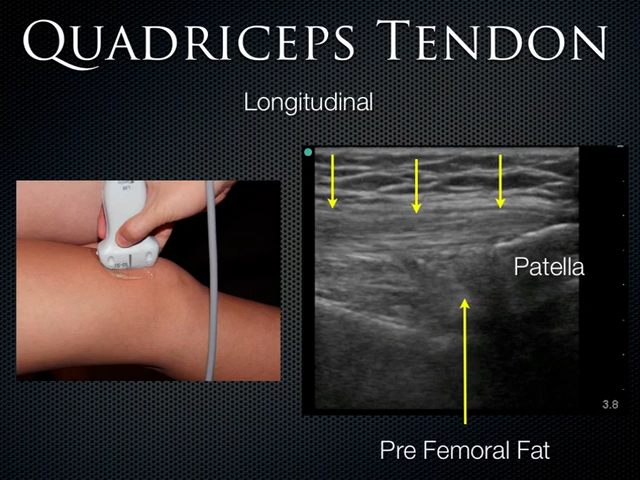 QUADRICEPS TENDON
Longitudinal
Patella
3.8
Pre Femoral Fat